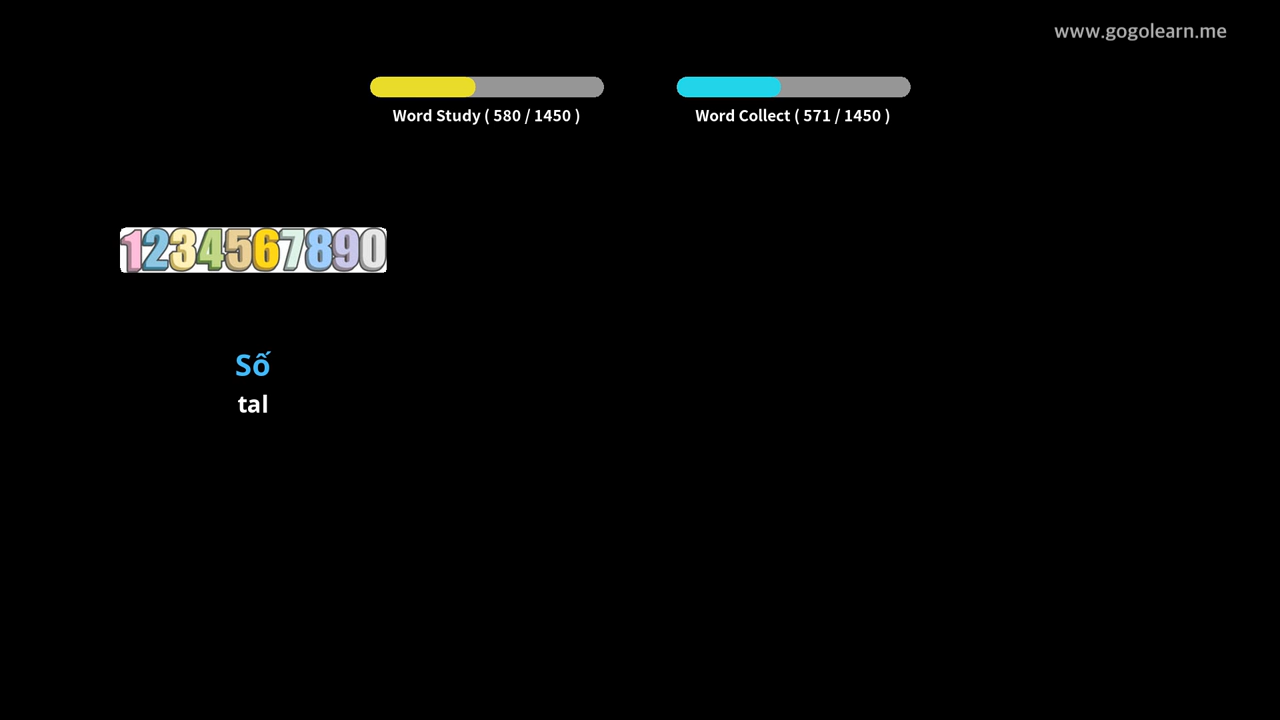 www.gogolearn.me
Word Study ( 580 / 1450 )
Word Collect ( 571 / 1450 )
1234567890
Số
tal